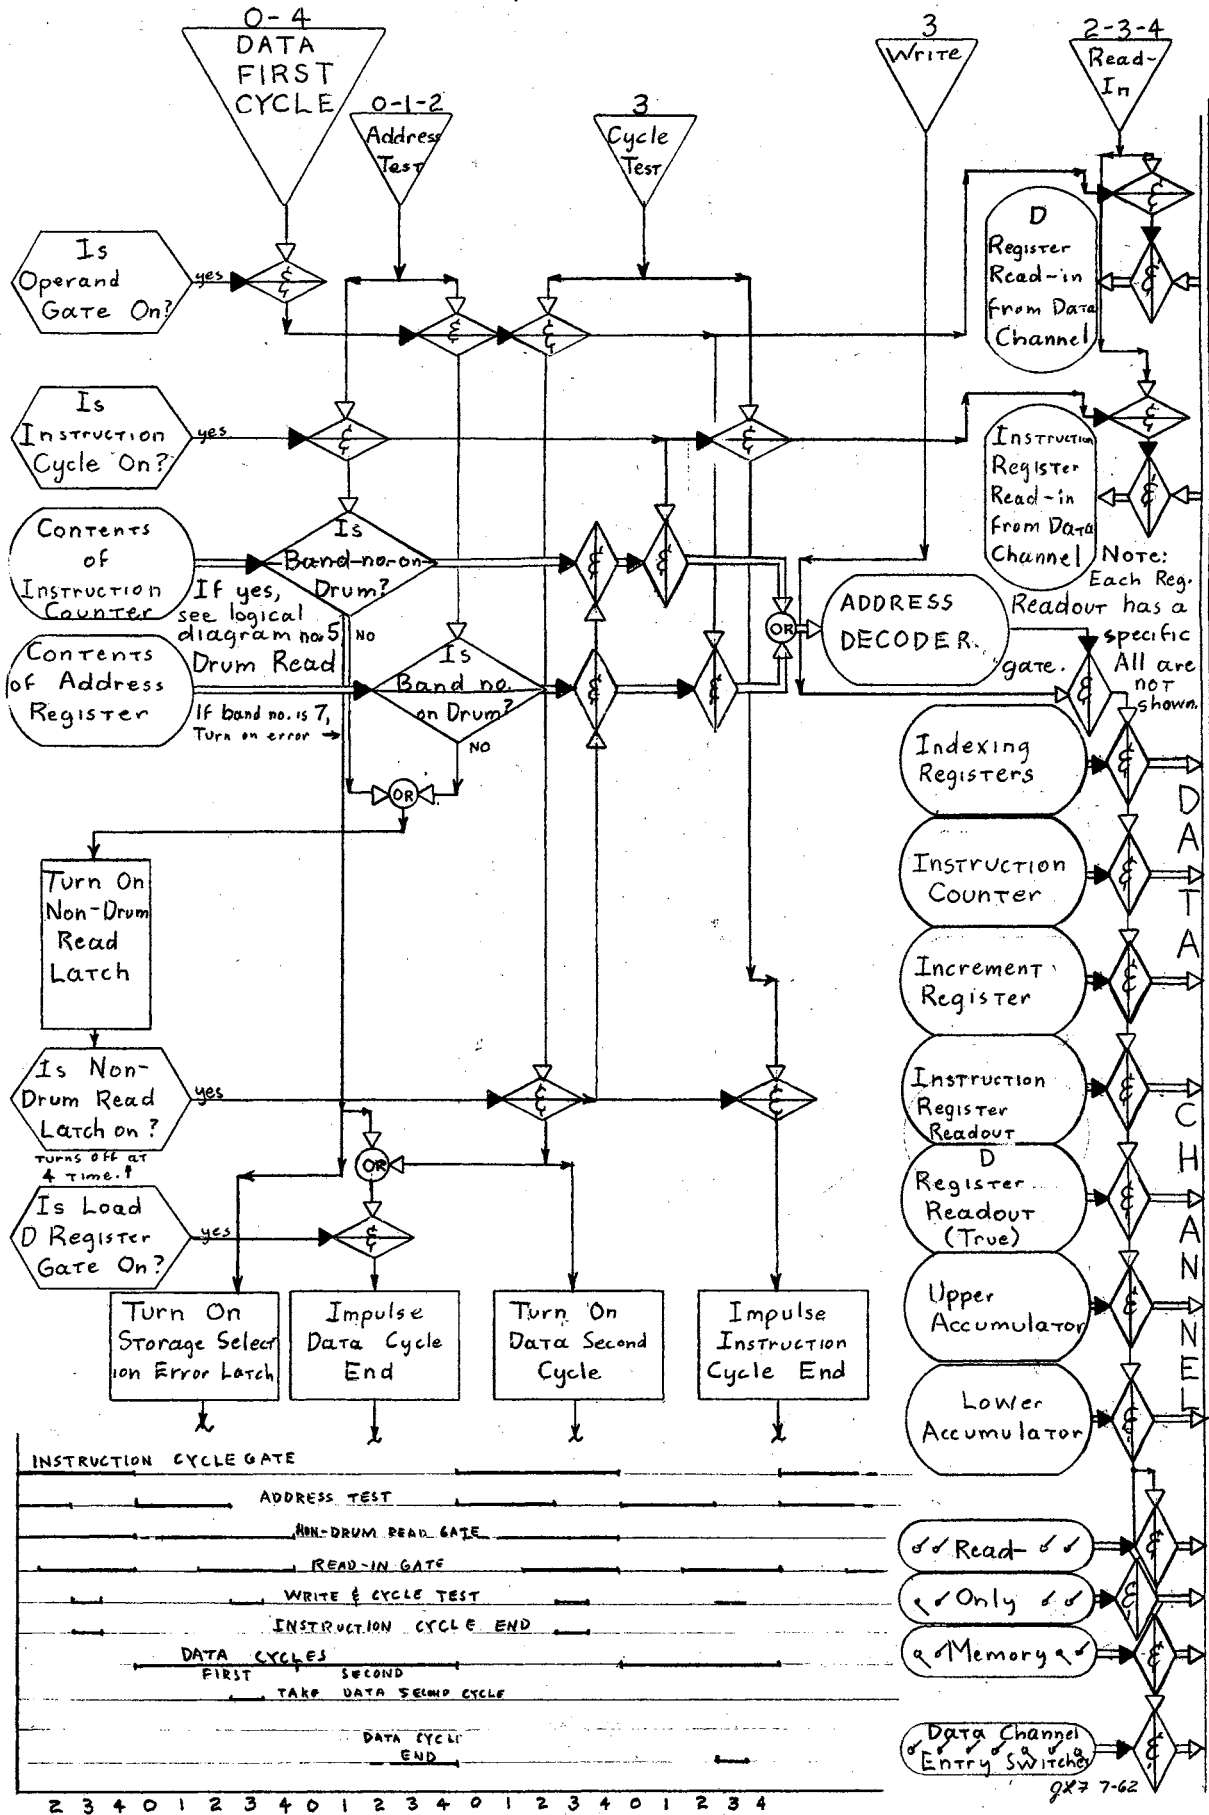 0-4
DATA
FIRST
CYCLE
0-1-2
Address
Test
3
Cycle
Test
3
Write
2-3-4
Read-
In
Is
Operand
Gate On?
yes
&
&
&
&
&
D
Register
Read-in
from Data
Channel
Is
Instruction
Cycle On?
yes
&
&
&
&
Instruction
Register
Read-in
from Data
Channel
Contents
of
Instruction
Counter
Is
Band no. on
Drum?
&
&
If yes,
see logical
diagram no. 5
Drum Read
NO
OR
ADDRESS
DECODER.
Note:
Each Reg.
Readout has a
specific
gate.
All are
not
shown.
&
Contents
of Address
Register
Is
Band no.
on Drum?
&
&
If band no. is 7,
Turn on error →
NO
OR
Indexing
Registers
&
Turn On
Non-Drum
Read
Latch
Instruction
Counter
&
Increment
Register
&
Is Non-
Drum Read
Latch on?
yes
&
&
Turns off at
4 Time.↑
Instruction
Register
Readout
&
OR
Is Load
D Register
Gate On?
yes
&
D
Register
Readout
(True)
&
Turn On
Storage Select
ion Error Latch
Impulse
Data Cycle
End
Turn On
Data Second
Cycle
Impulse
Instruction
Cycle End
Upper
Accumulator
&
Lower
Accumulator
&
DATA CHANNEL
Read-
&
Only
&
Memory
&
Data Channel
Entry Switches
&
7-62
INSTRUCTION CYCLE GATE
ADDRESS TEST
NON-DRUM READ GATE
READ-IN GATE
WRITE & CYCLE TEST
INSTRUCTION CYCLE END
DATA CYCLES
FIRST SECOND
TAKE DATA SECOND CYCLE
DATA CYCLE
END
2 3 4 0 1 2 3 4 0 1 2 3 4 0 1 2 3 4 0 1 2 3 4